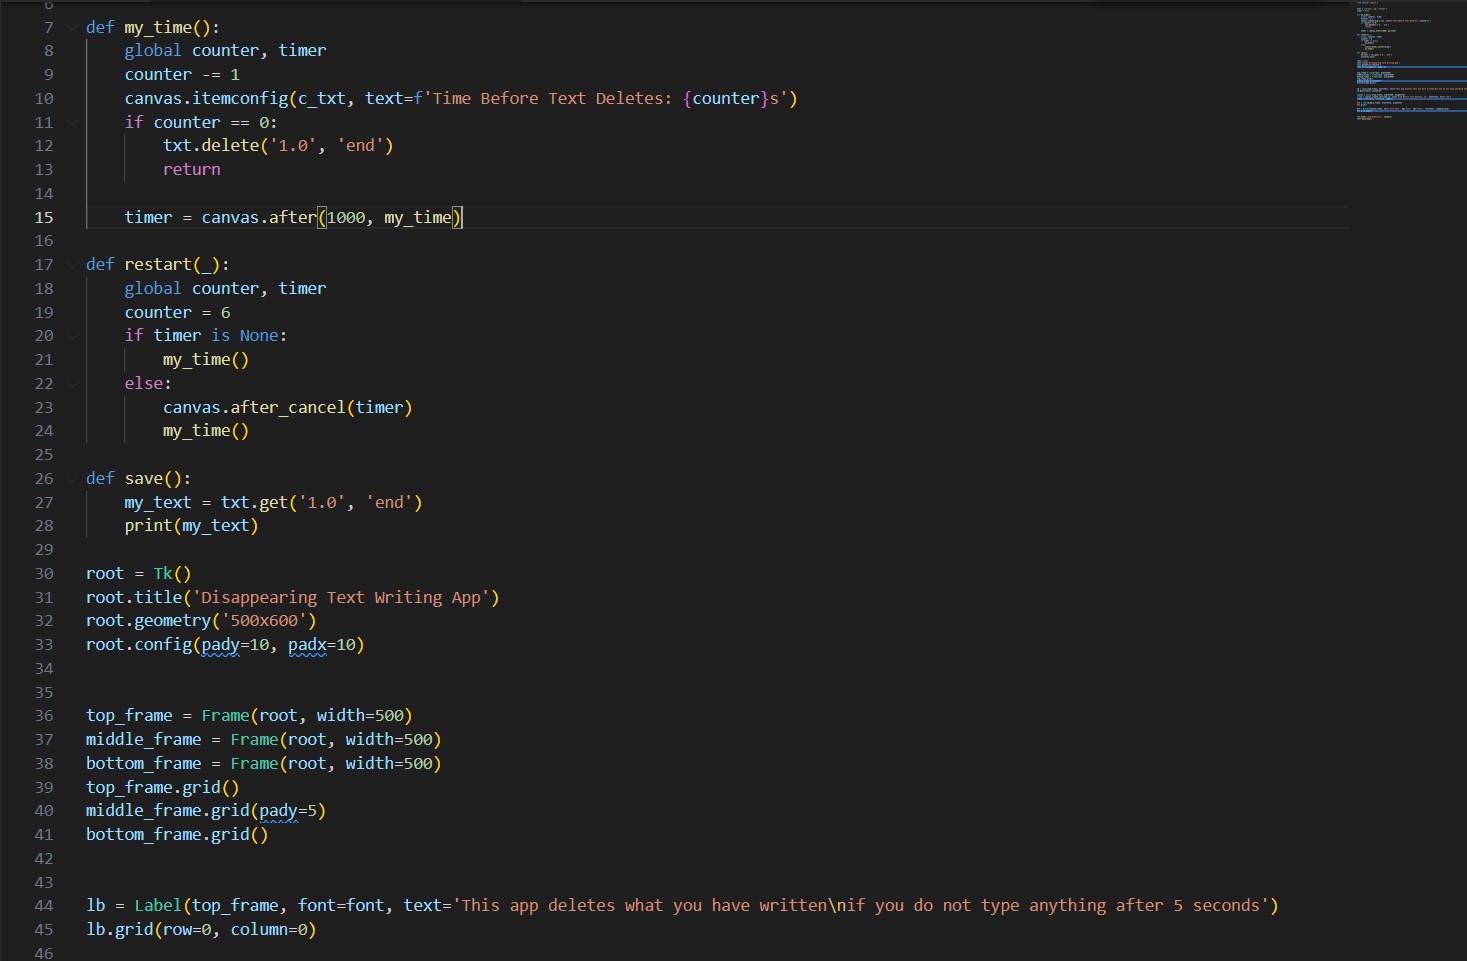 6
7 def my_time():
8     global counter, timer
9     counter -= 1
10     canvas.itemconfig(c_txt, text=f'Time Before Text Deletes: {counter}s')
11     if counter == 0:
12         txt.delete('1.0', 'end')
13         return
14
15     timer = canvas.after(1000, my_time)
16
17 def restart(_):
18     global counter, timer
19     counter = 6
20     if timer is None:
21         my_time()
22     else:
23         canvas.after_cancel(timer)
24         my_time()
25
26 def save():
27     my_text = txt.get('1.0', 'end')
28     print(my_text)
29
30 root = Tk()
31 root.title('Disappearing Text Writing App')
32 root.geometry('500x600')
33 root.config(pady=10, padx=10)
34
35
36 top_frame = Frame(root, width=500)
37 middle_frame = Frame(root, width=500)
38 bottom_frame = Frame(root, width=500)
39 top_frame.grid()
40 middle_frame.grid(pady=5)
41 bottom_frame.grid()
42
43
44 lb = Label(top_frame, font=font, text='This app deletes what you have written\nif you do not type anything after 5 seconds')
45 lb.grid(row=0, column=0)
46